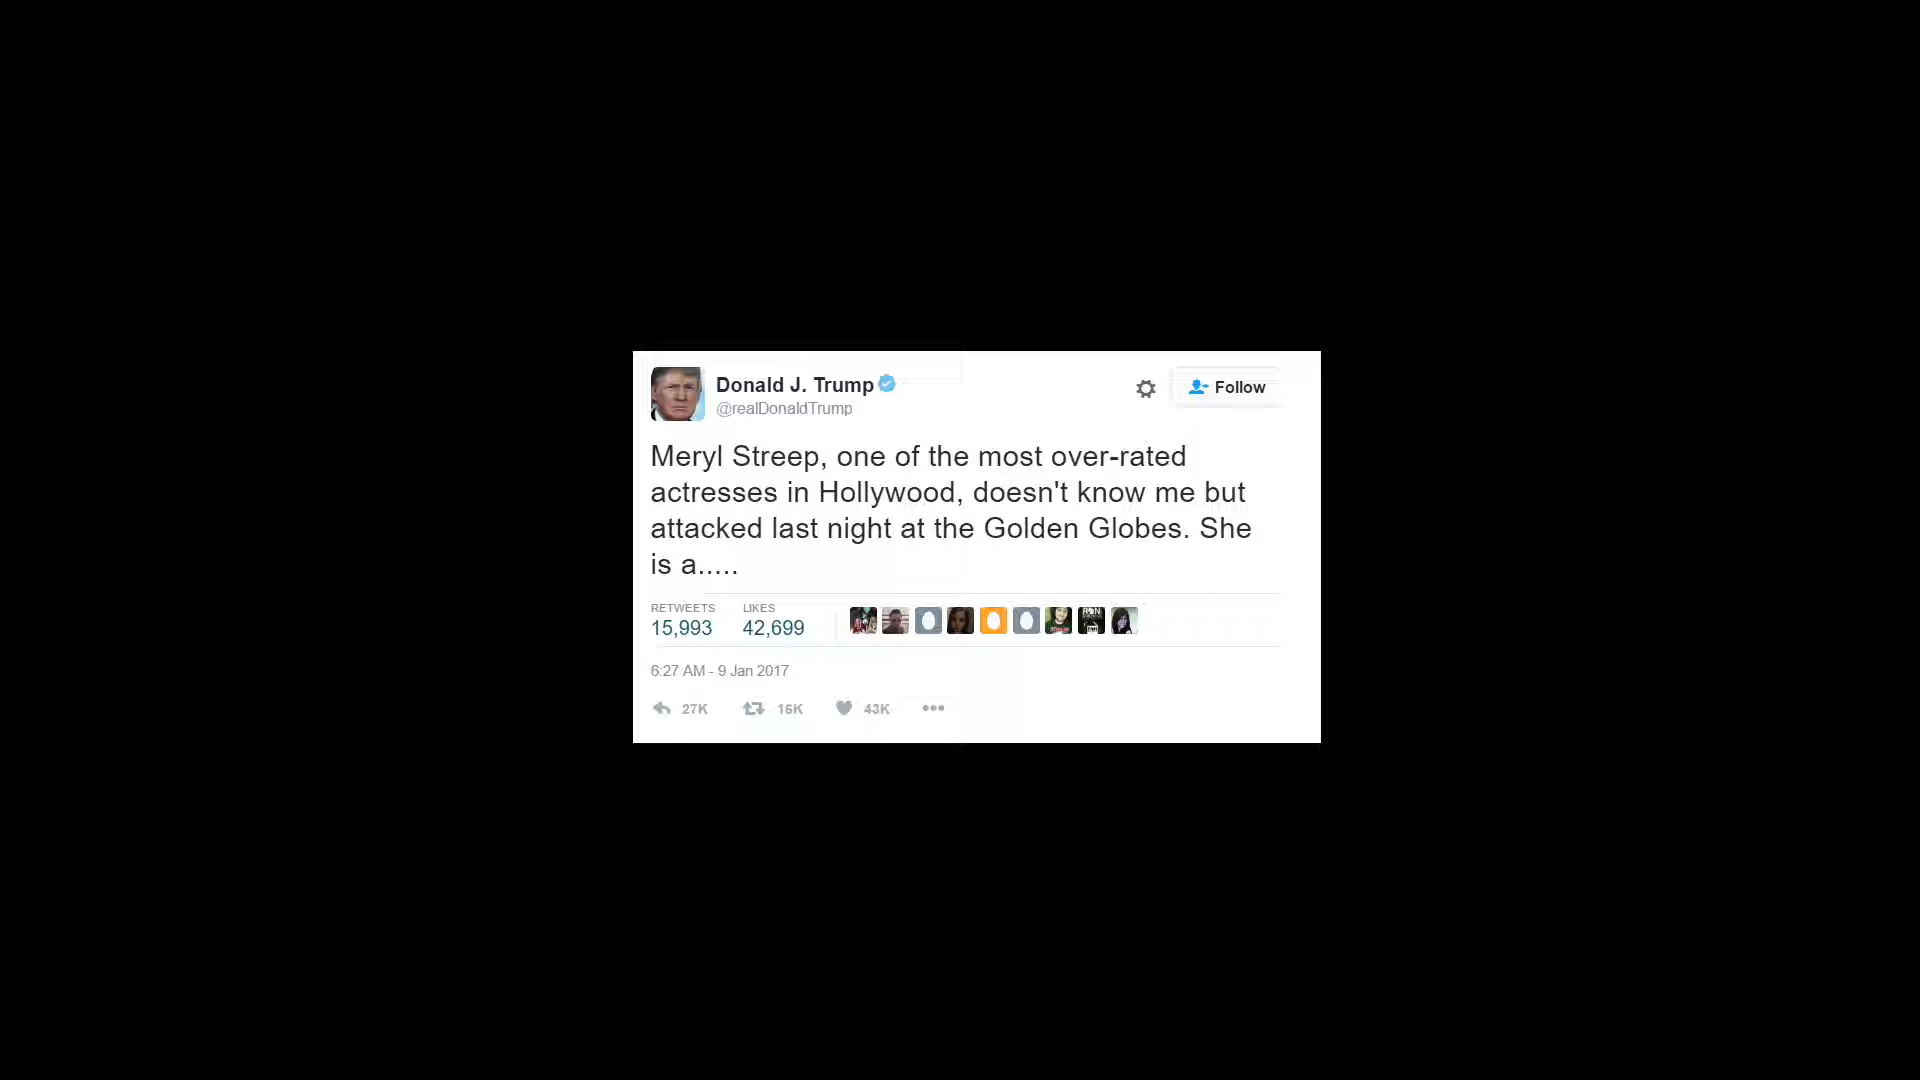 Donald J. Trump
@realDonaldTrump
Follow
Meryl Streep, one of the most over-rated
actresses in Hollywood, doesn't know me but
attacked last night at the Golden Globes. She
is a.....
RETWEETS LIKES
15,993 42,699
6:27 AM - 9 Jan 2017
27K 16K 43K